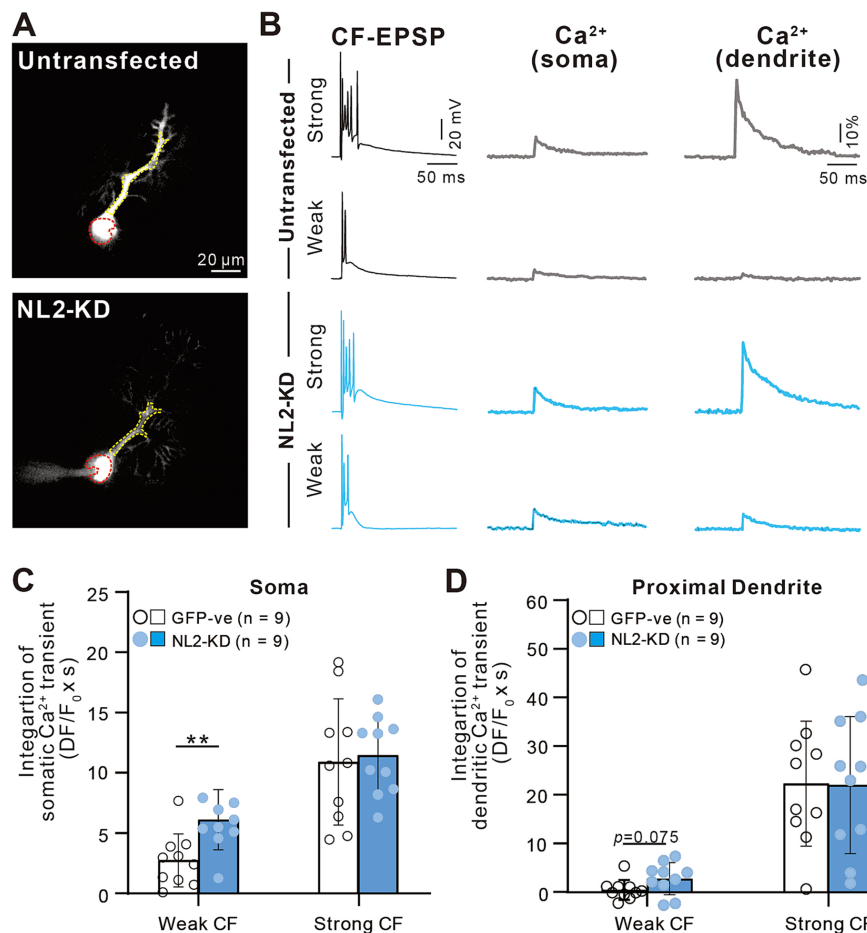 A
Untransfected
20 µm
NL2-KD
B
CF-EPSP
Ca²⁺
(soma)
Ca²⁺
(dendrite)
Untransfected
Strong
Weak
20 mV
50 ms
10%
50 ms
NL2-KD
Strong
Weak
C
Soma
Integartion of
somatic Ca²⁺ transient
(DF/F₀ x s)
25
20
15
10
5
0
GFP-ve (n = 9)
NL2-KD (n = 9)
**
Weak CF
Strong CF
D
Proximal Dendrite
Integartion of
dendritic Ca²⁺ transient
(DF/F₀ x s)
60
50
40
30
20
10
0
GFP-ve (n = 9)
NL2-KD (n = 9)
p=0.075
Weak CF
Strong CF